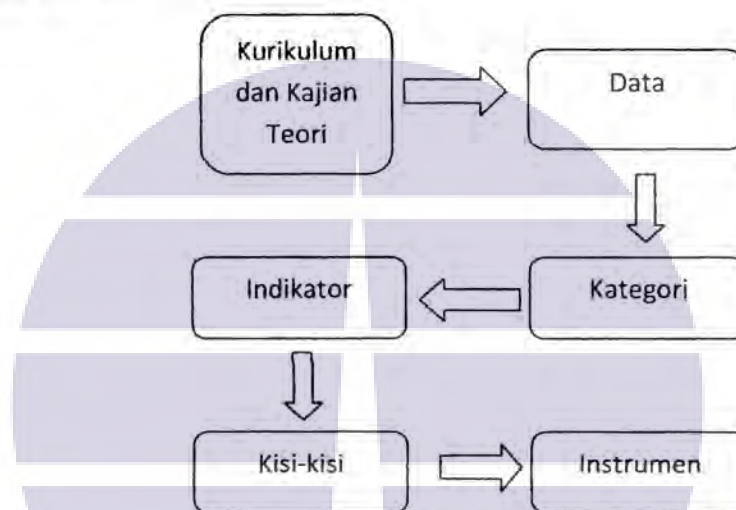 Kurikulum
dan Kajian
Teori
Data
Kategori
Indikator
Kisi-kisi
Instrumen